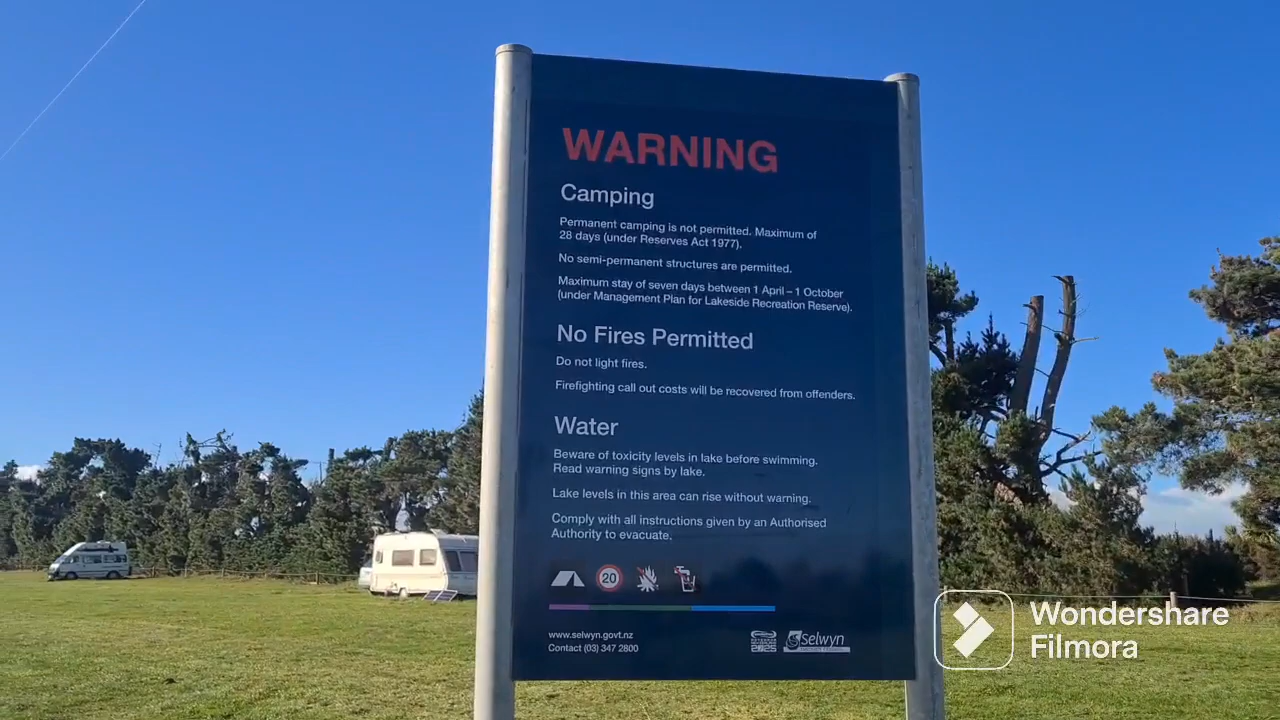 WARNING
Camping
Permanent camping is not permitted. Maximum of
28 days (under Reserves Act 1977).
No semi-permanent structures are permitted.
Maximum stay of seven days between 1 April – 1 October
(under Management Plan for Lakeside Recreation Reserve).
No Fires Permitted
Do not light fires.
Firefighting call out costs will be recovered from offenders.
Water
Beware of toxicity levels in lake before swimming.
Read warning signs by lake.
Lake levels in this area can rise without warning.
Comply with all instructions given by an Authorised
Authority to evacuate.
20
www.selwyn.govt.nz
Contact (03) 347 2800
Selwyn
Wondershare
Filmora